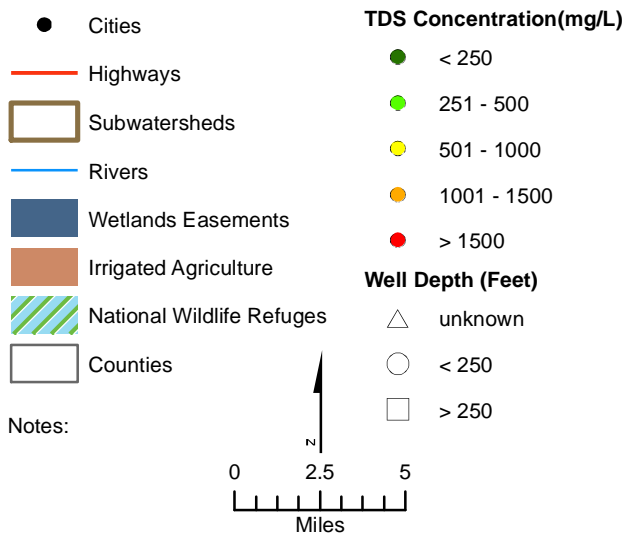 Cities
Highways
Subwatersheds
Rivers
Wetlands Easements
Irrigated Agriculture
National Wildlife Refuges
Counties
Notes:
TDS Concentration(mg/L)
< 250
251 - 500
501 - 1000
1001 - 1500
> 1500
Well Depth (Feet)
unknown
< 250
> 250
N
0 2.5 5
Miles